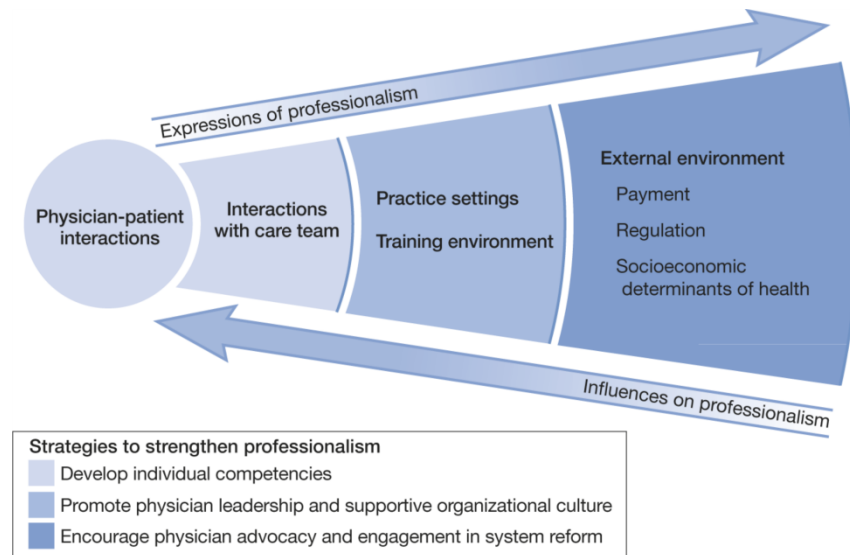 Expressions of professionalism
Physician-patient
interactions
Interactions
with care team
Practice settings
Training environment
External environment
Payment
Regulation
Socioeconomic
determinants of health
Influences on professionalism
Strategies to strengthen professionalism
Develop individual competencies
Promote physician leadership and supportive organizational culture
Encourage physician advocacy and engagement in system reform